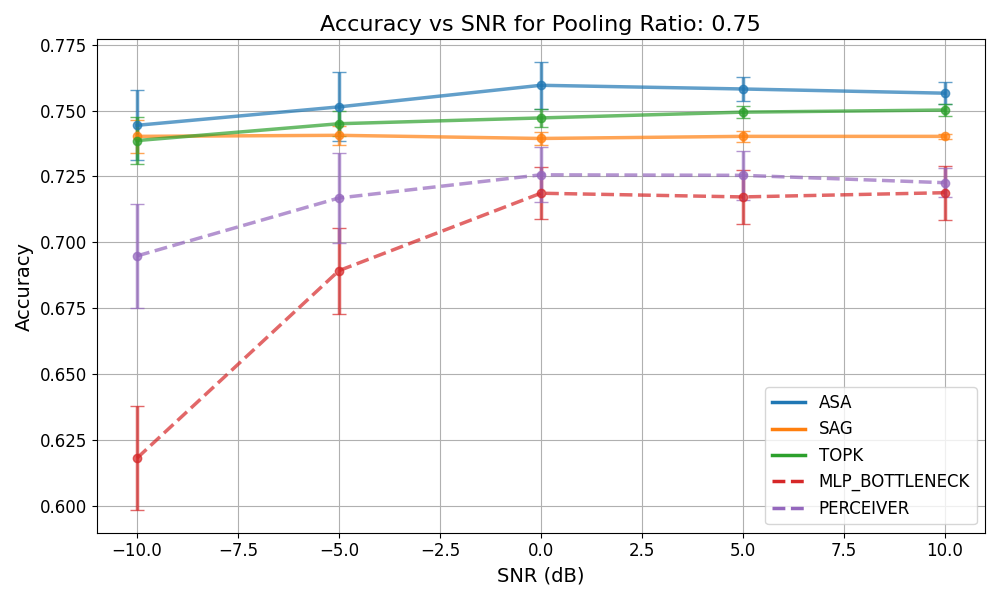 Accuracy vs SNR for Pooling Ratio: 0.75
Accuracy
0.775
0.750
0.725
0.700
0.675
0.650
0.625
0.600
ASA
SAG
TOPK
MLP_BOTTLENECK
PERCEIVER
−10.0 −7.5 −5.0 −2.5 0.0 2.5 5.0 7.5 10.0
SNR (dB)